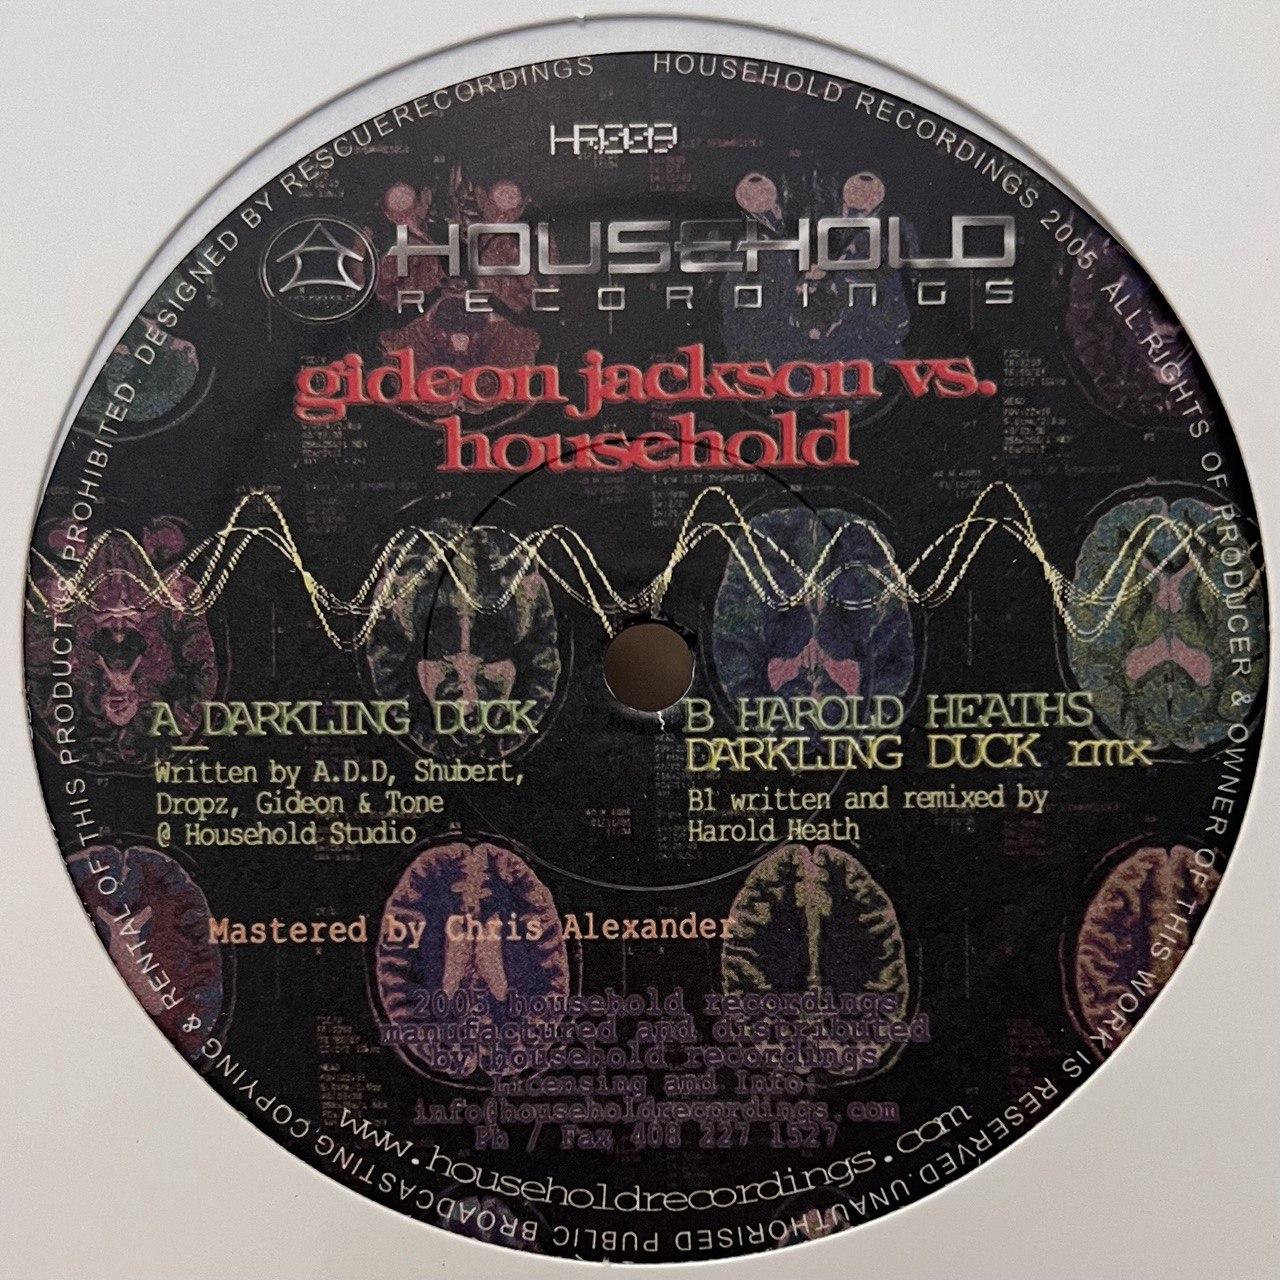 HOUSEHOLD RECORDINGS 2005. ALL RIGHTS OF PRODUCER & OWNER OF THIS WORK IS RESERVED. UNAUTHORISED PUBLIC BROADCASTING, COPYING, & RENTAL OF THIS PRODUCT IS PROHIBITED. DESIGNED BY RESCUERECORDINGS
HOUSEHOLD
RECORDINGS
gideon jackson vs.
household
A_DARKLING DUCK
Written by A.D.D, Shubert,
Dropz, Gideon & Tone
@ Household Studio
B HAROLD HEATHS
DARKLING DUCK rmx
B1 written and remixed by
Harold Heath
Mastered by Chris Alexander
2005 household recordings
manufactured and distributed
by household recordings
Licensing and Info
info@householdrecordings.com
Ph / Fax 408 227 1527
www.householdrecordings.com